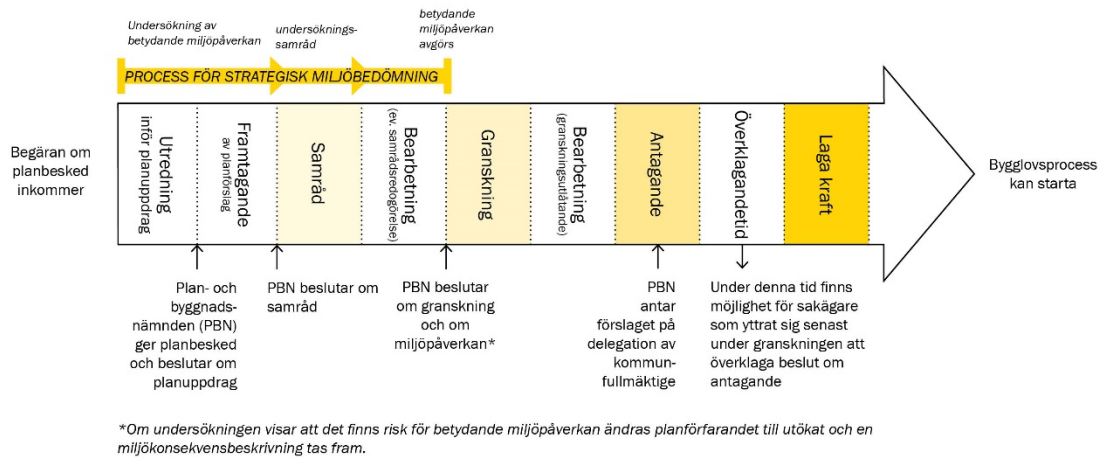 Undersökning av
betydande miljöpåverkan
undersöknings-
samråd
betydande
miljöpåverkan
avgörs
PROCESS FÖR STRATEGISK MILJÖBEDÖMNING
Begäran om
planbesked
inkommer
Utredning
inför planuppdrag
Framtagande
av planförslag
Samråd
Bearbetning
(ev. samrådsredogörelse)
Granskning
Bearbetning
(granskningsutlåtande)
Antagande
Överklagandetid
Laga kraft
Bygglovsprocess
kan starta
Plan- och
byggnads-
nämnden (PBN)
ger planbesked
och beslutar om
planuppdrag
PBN beslutar om
samråd
PBN beslutar
om granskning
och om
miljöpåverkan*
PBN
antar
förslaget på
delegation av
kommun-
fullmäktige
Under denna tid finns
möjlighet för sakägare
som yttrat sig senast
under granskningen att
överklaga beslut om
antagande
*Om undersökningen visar att det finns risk för betydande miljöpåverkan ändras planförfarandet till utökat och en
miljökonsekvensbeskrivning tas fram.